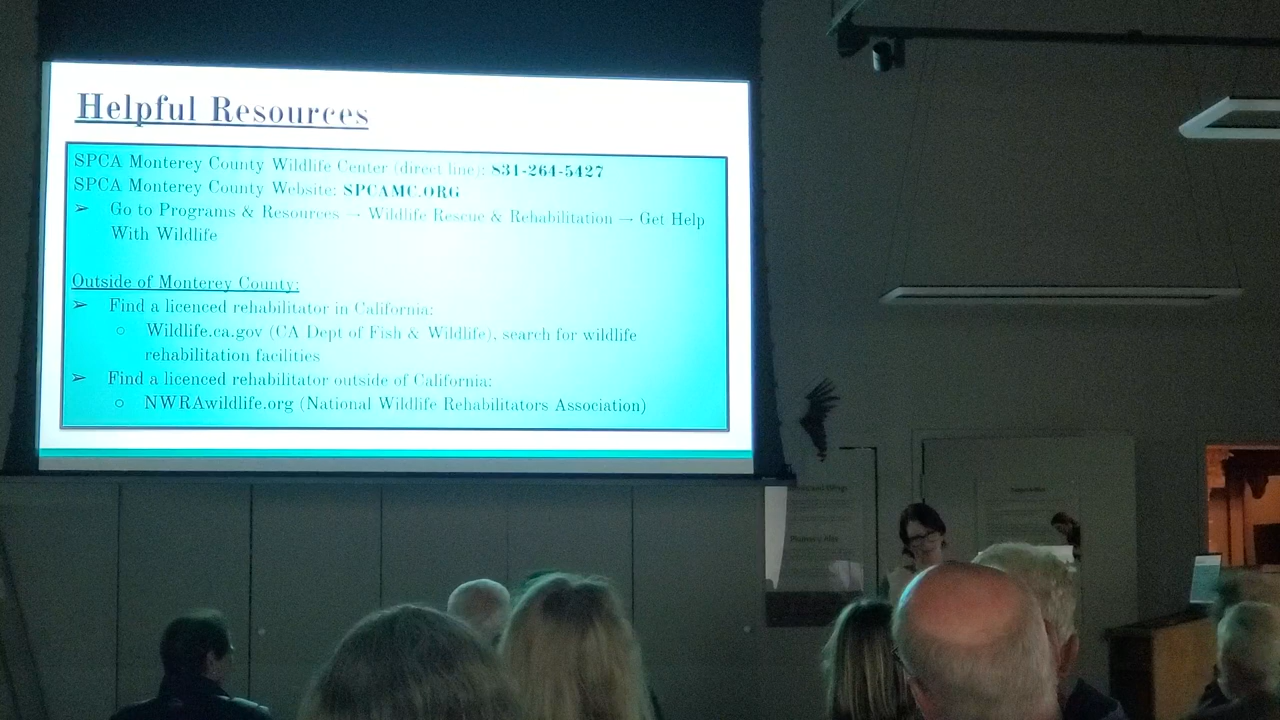 Helpful Resources
SPCA Monterey County Wildlife Center (direct line): 831-264-5427
SPCA Monterey County Website: SPCAMC.ORG
➢ Go to Programs & Resources → Wildlife Rescue & Rehabilitation → Get Help
With Wildlife
Outside of Monterey County:
➢ Find a licenced rehabilitator in California:
○ Wildlife.ca.gov (CA Dept of Fish & Wildlife), search for wildlife
rehabilitation facilities
➢ Find a licenced rehabilitator outside of California:
○ NWRAwildlife.org (National Wildlife Rehabilitators Association)